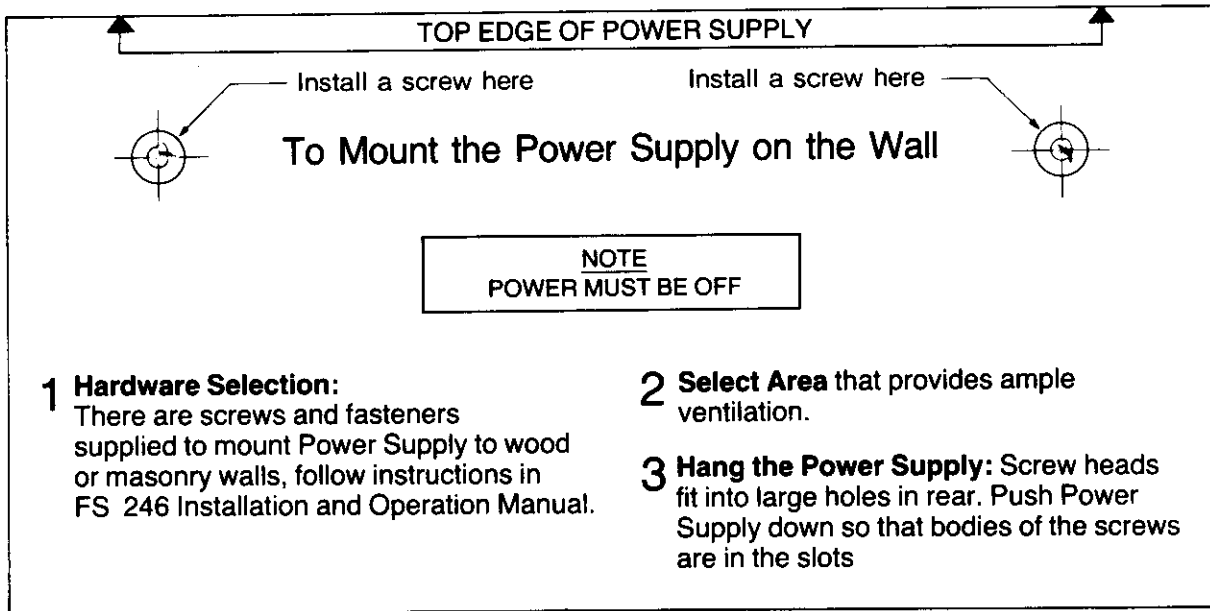 TOP EDGE OF POWER SUPPLY
Install a screw here
Install a screw here
To Mount the Power Supply on the Wall
NOTE
POWER MUST BE OFF
1 Hardware Selection:
There are screws and fasteners
supplied to mount Power Supply to wood
or masonry walls, follow instructions in
FS 246 Installation and Operation Manual.
2 Select Area that provides ample
ventilation.
3 Hang the Power Supply: Screw heads
fit into large holes in rear. Push Power
Supply down so that bodies of the screws
are in the slots